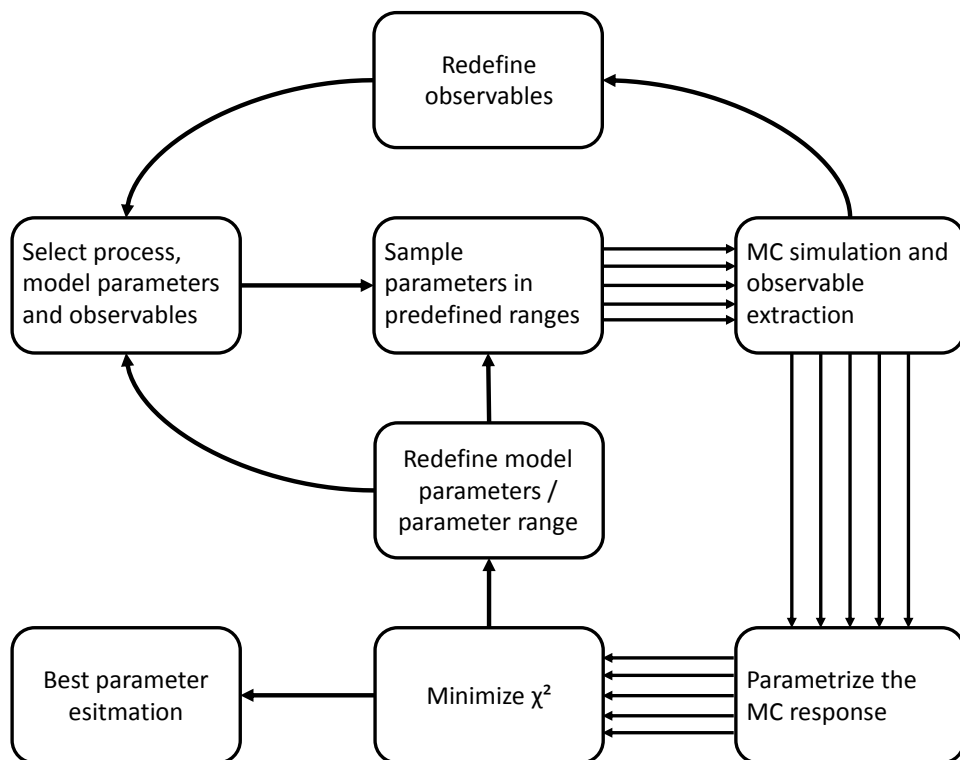 Redefine
observables
Select process,
model parameters
and observables
Sample
parameters in
predefined ranges
MC simulation and
observable
extraction
Redefine model
parameters /
parameter range
Best parameter
esitmation
Minimize χ²
Parametrize the
MC response